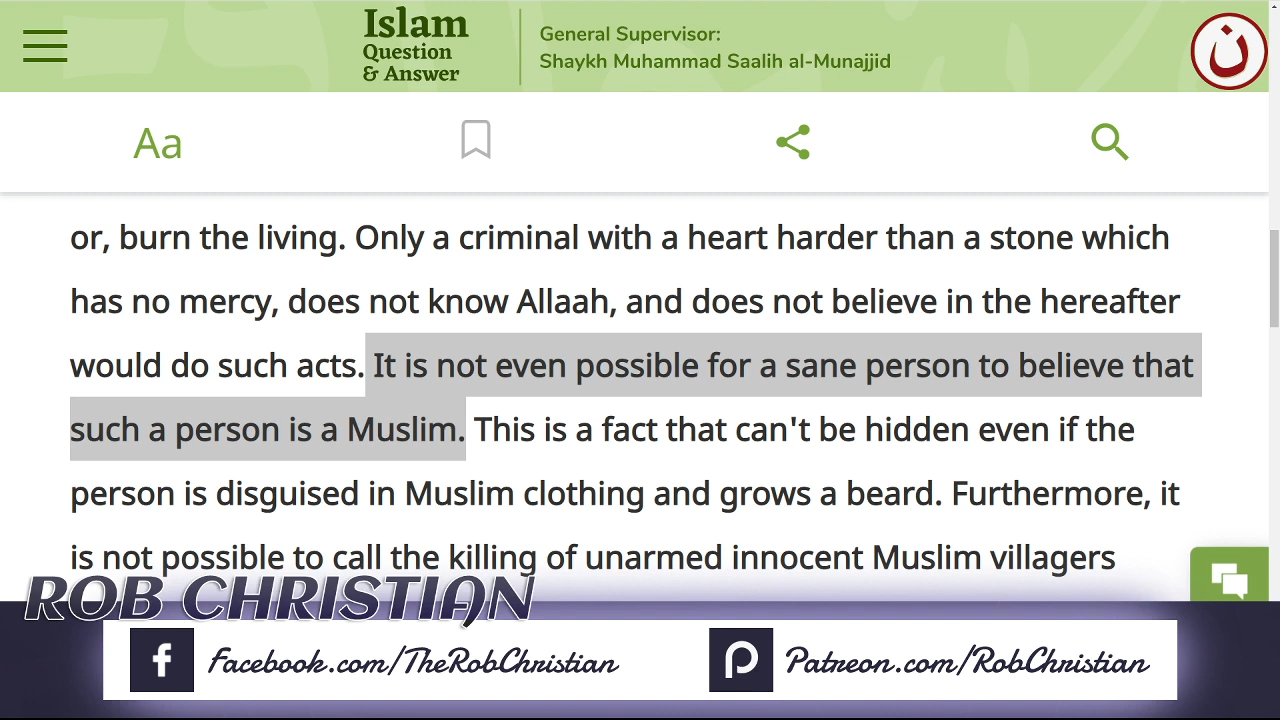 Islam
Question
& Answer
General Supervisor:
Shaykh Muhammad Saalih al-Munajjid
ن
Aa
or, burn the living. Only a criminal with a heart harder than a stone which
has no mercy, does not know Allaah, and does not believe in the hereafter
would do such acts. It is not even possible for a sane person to believe that
such a person is a Muslim. This is a fact that can't be hidden even if the
person is disguised in Muslim clothing and grows a beard. Furthermore, it
is not possible to call the killing of unarmed innocent Muslim villagers
ROB CHRISTIAN
Facebook.com/TheRobChristian
Patreon.com/RobChristian